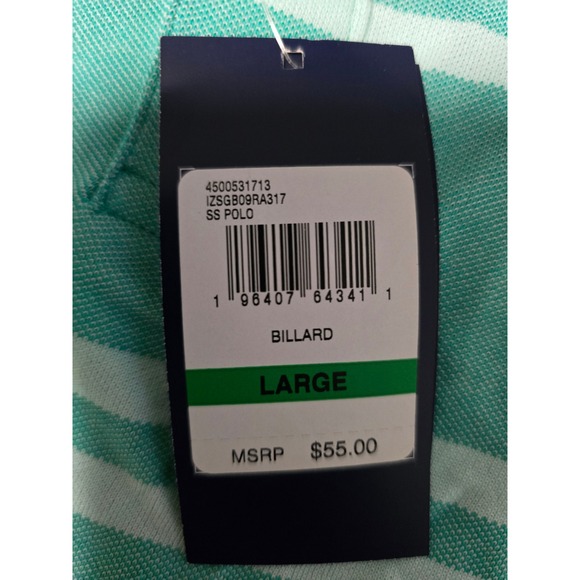 4500531713
IZSGB09RA317
SS POLO
1 96407 64341 1
BILLARD
LARGE
MSRP $55.00